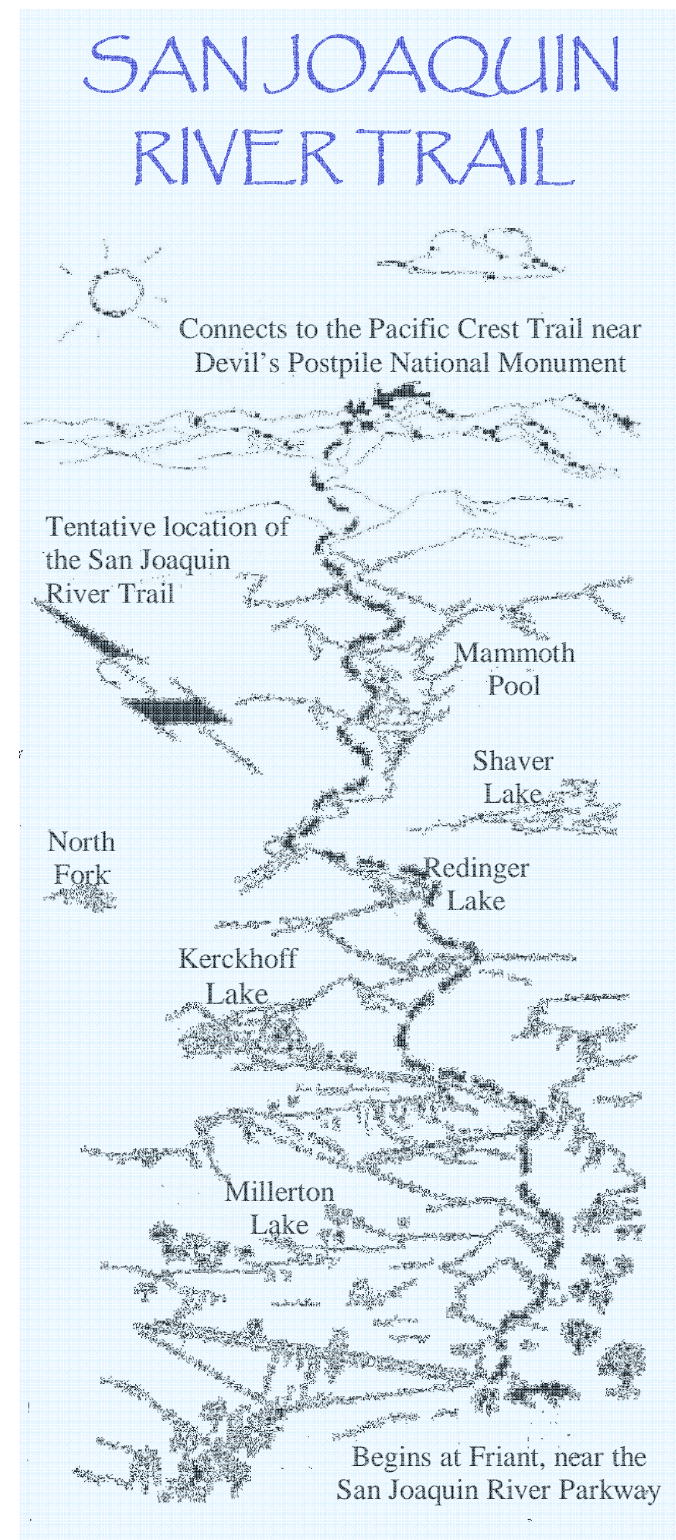 SAN JOAQUIN
RIVER TRAIL
Connects to the Pacific Crest Trail near
Devil's Postpile National Monument
Tentative location of
the San Joaquin
River Trail
Mammoth
Pool
Shaver
Lake
North
Fork
Redinger
Lake
Kerckhoff
Lake
Millerton
Lake
Begins at Friant, near the
San Joaquin River Parkway